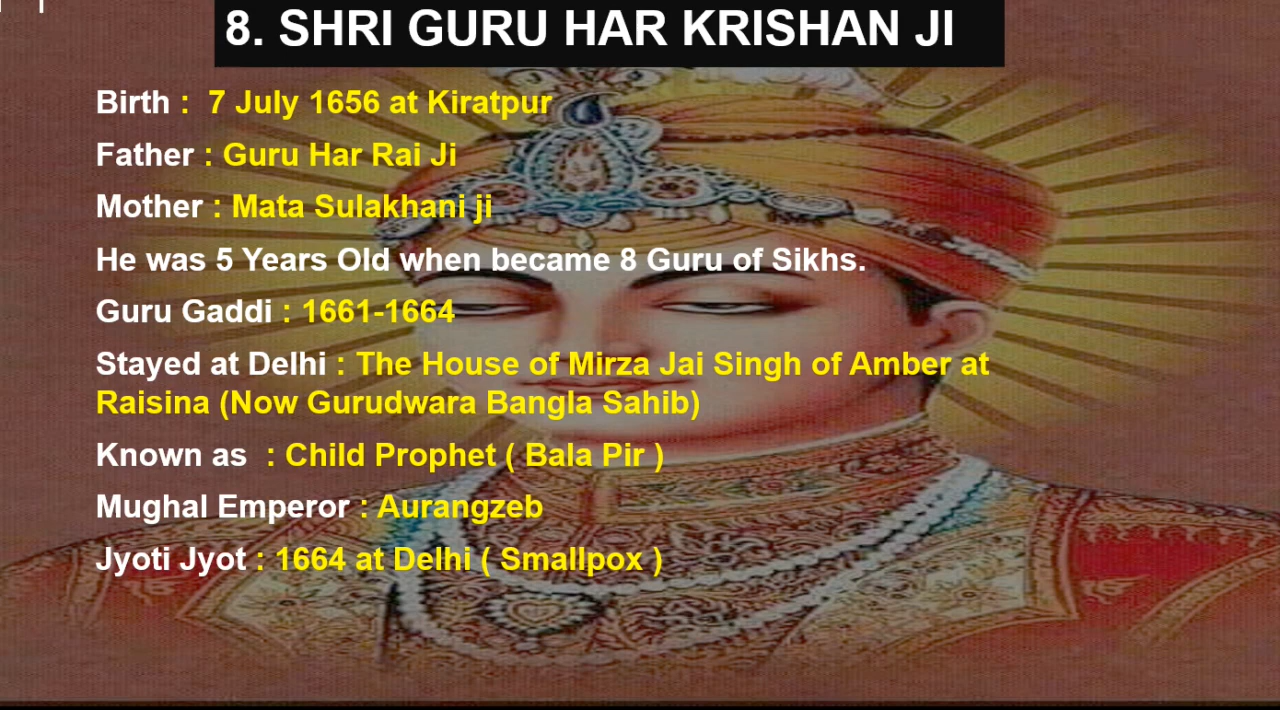 8. SHRI GURU HAR KRISHAN JI
Birth : 7 July 1656 at Kiratpur
Father : Guru Har Rai Ji
Mother : Mata Sulakhani ji
He was 5 Years Old when became 8 Guru of Sikhs.
Guru Gaddi : 1661-1664
Stayed at Delhi : The House of Mirza Jai Singh of Amber at
Raisina (Now Gurudwara Bangla Sahib)
Known as : Child Prophet ( Bala Pir )
Mughal Emperor : Aurangzeb
Jyoti Jyot : 1664 at Delhi ( Smallpox )